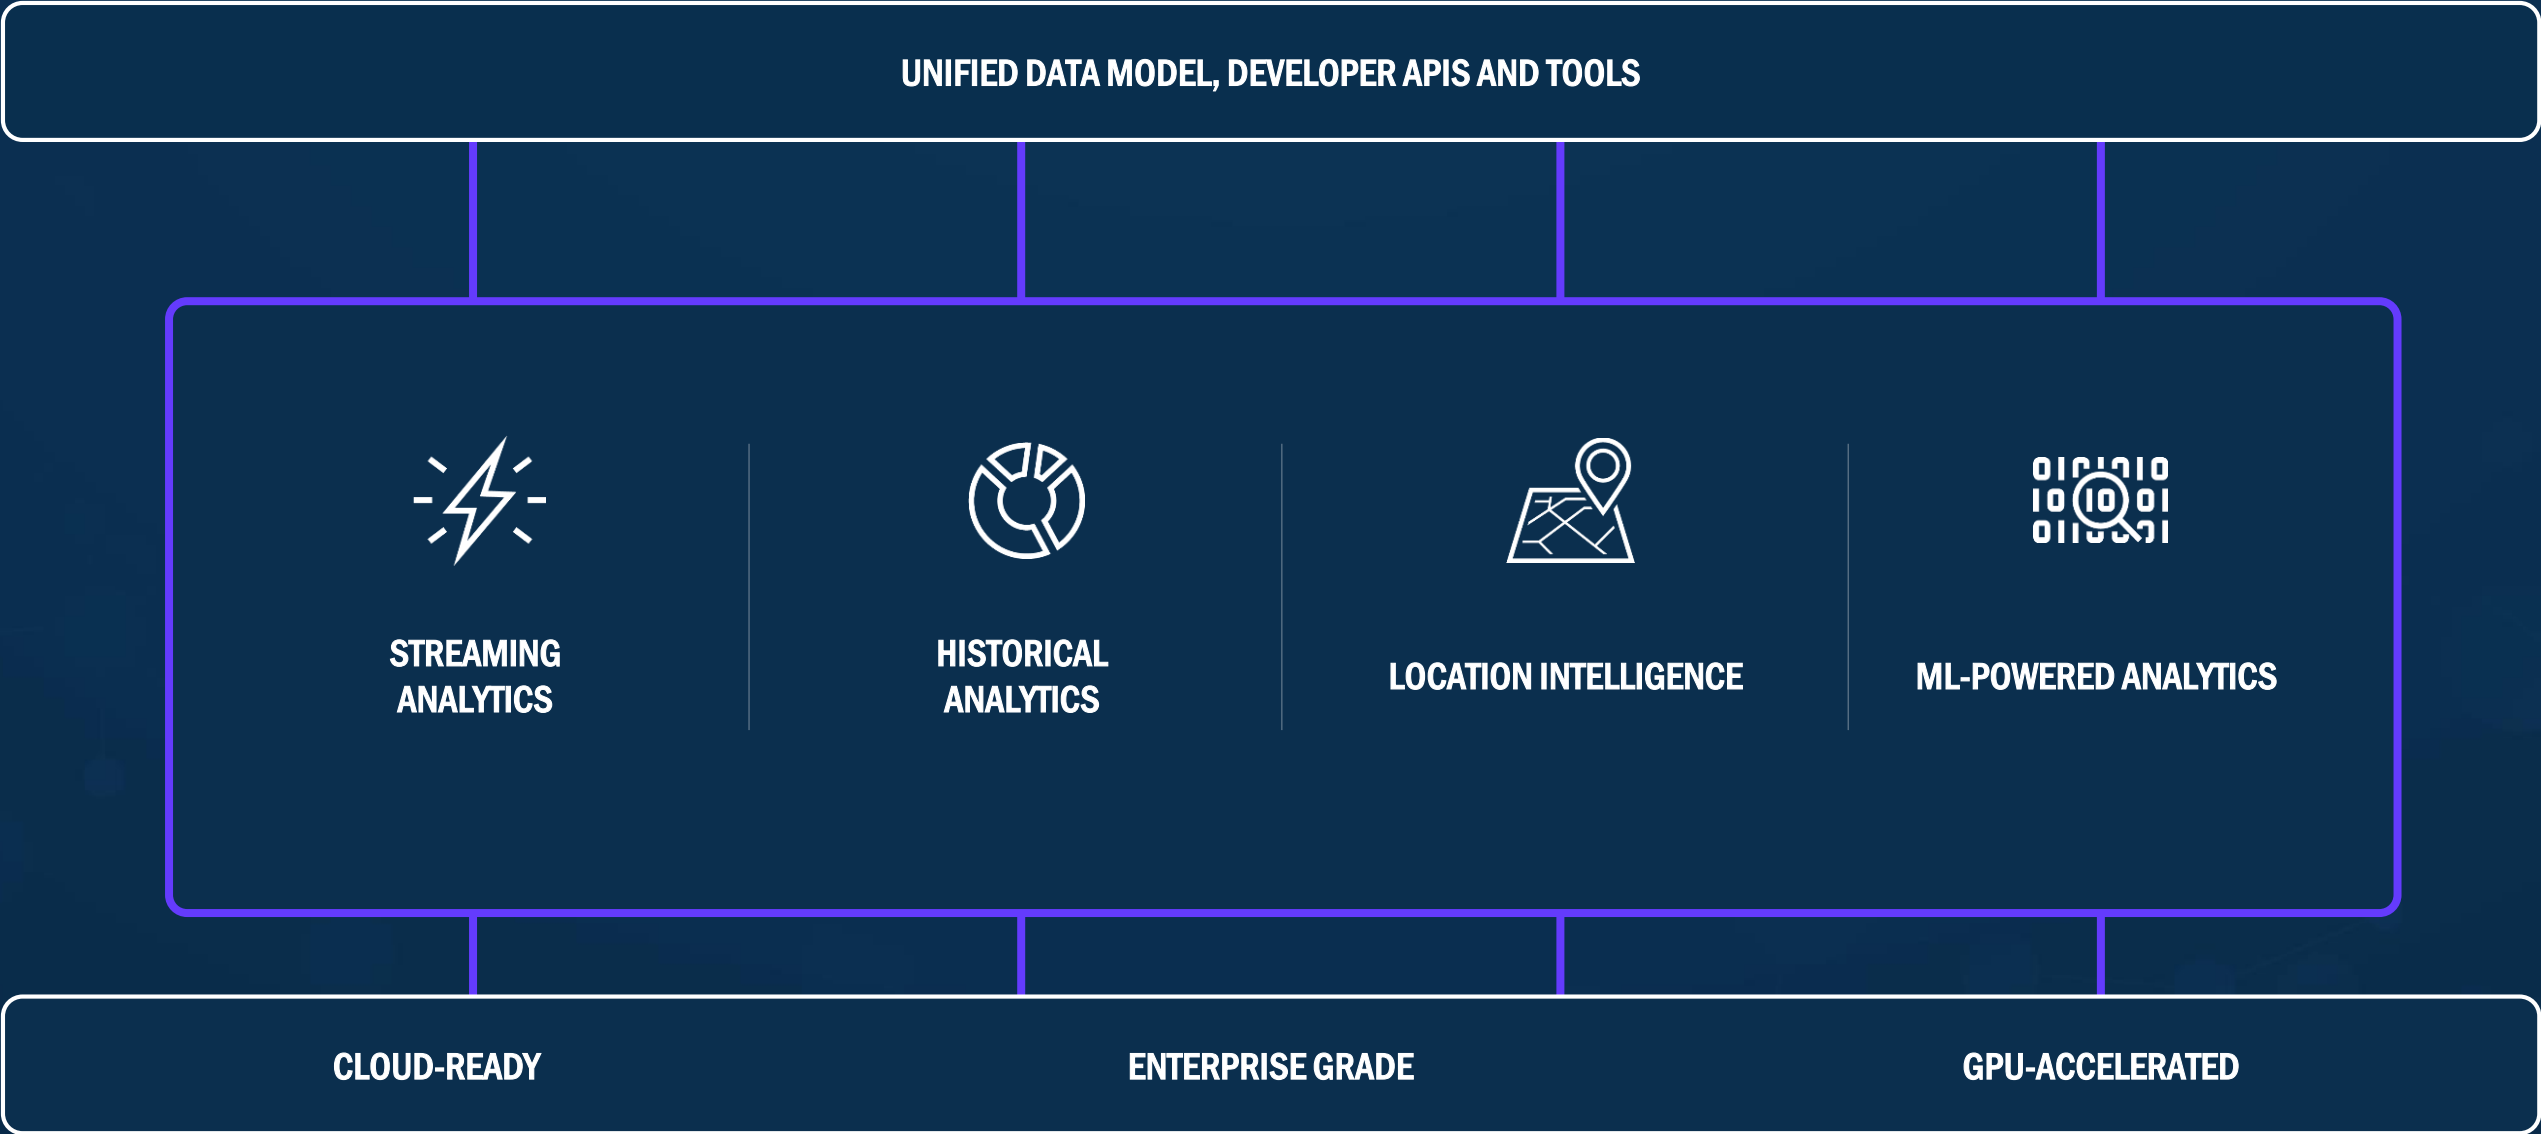 UNIFIED DATA MODEL, DEVELOPER APIS AND TOOLS
STREAMING
ANALYTICS
HISTORICAL
ANALYTICS
LOCATION INTELLIGENCE
ML-POWERED ANALYTICS
CLOUD-READY
ENTERPRISE GRADE
GPU-ACCELERATED